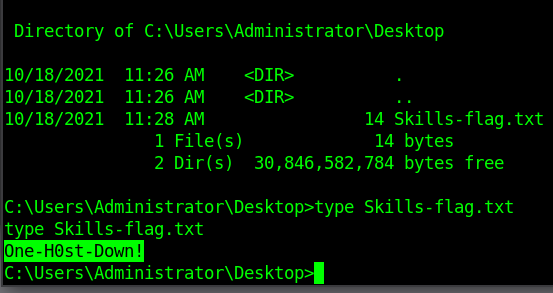 Directory of C:\Users\Administrator\Desktop
10/18/2021  11:26 AM    <DIR>          .
10/18/2021  11:26 AM    <DIR>          ..
10/18/2021  11:28 AM                14 Skills-flag.txt
               1 File(s)             14 bytes
               2 Dir(s)  30,846,582,784 bytes free
C:\Users\Administrator\Desktop>type Skills-flag.txt
type Skills-flag.txt
One-H0st-Down!
C:\Users\Administrator\Desktop>